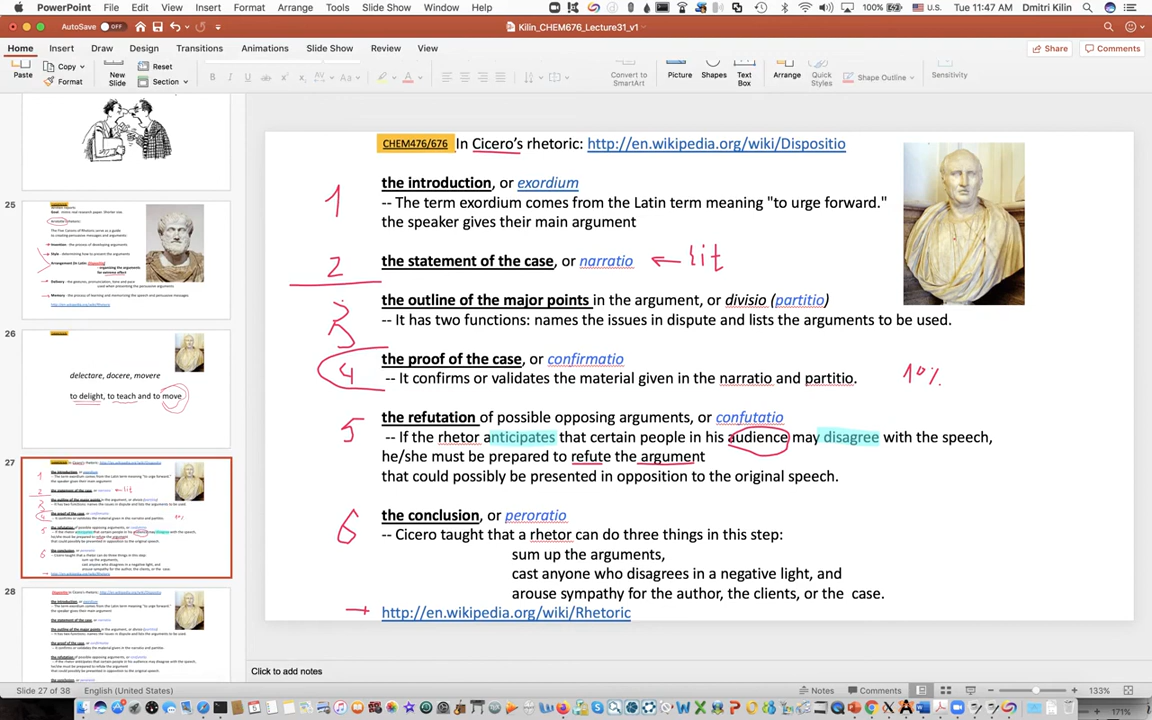 PowerPoint File Edit View Insert Format Arrange Tools Slide Show Window Help 100% U.S. Tue 11:47 AM Dmitri Kilin
AutoSave OFF Kilin_CHEM676_Lecture31_v1
Home Insert Draw Design Transitions Animations Slide Show Review View Share Comments
Paste Copy Format New Slide Reset Section Convert to SmartArt Picture Shapes Text Box Arrange Quick Styles Shape Outline Sensitivity
CHEM476/676 In Cicero's rhetoric: http://en.wikipedia.org/wiki/Dispositio
1 the introduction, or exordium
-- The term exordium comes from the Latin term meaning "to urge forward."
the speaker gives their main argument
2 the statement of the case, or narratio ← lit
3 the outline of the major points in the argument, or divisio (partitio)
-- It has two functions: names the issues in dispute and lists the arguments to be used.
4 the proof of the case, or confirmatio
-- It confirms or validates the material given in the narratio and partitio. 10%
5 the refutation of possible opposing arguments, or confutatio
-- If the rhetor anticipates that certain people in his audience may disagree with the speech,
he/she must be prepared to refute the argument
that could possibly be presented in opposition to the original speech.
6 the conclusion, or peroratio
-- Cicero taught that a rhetor can do three things in this step:
sum up the arguments,
cast anyone who disagrees in a negative light, and
arouse sympathy for the author, the clients, or the case.
→ http://en.wikipedia.org/wiki/Rhetoric
25
26
delectare, docere, movere
to delight, to teach and to move
27
28
Click to add notes
Slide 27 of 38 English (United States) Notes Comments 133%
171%